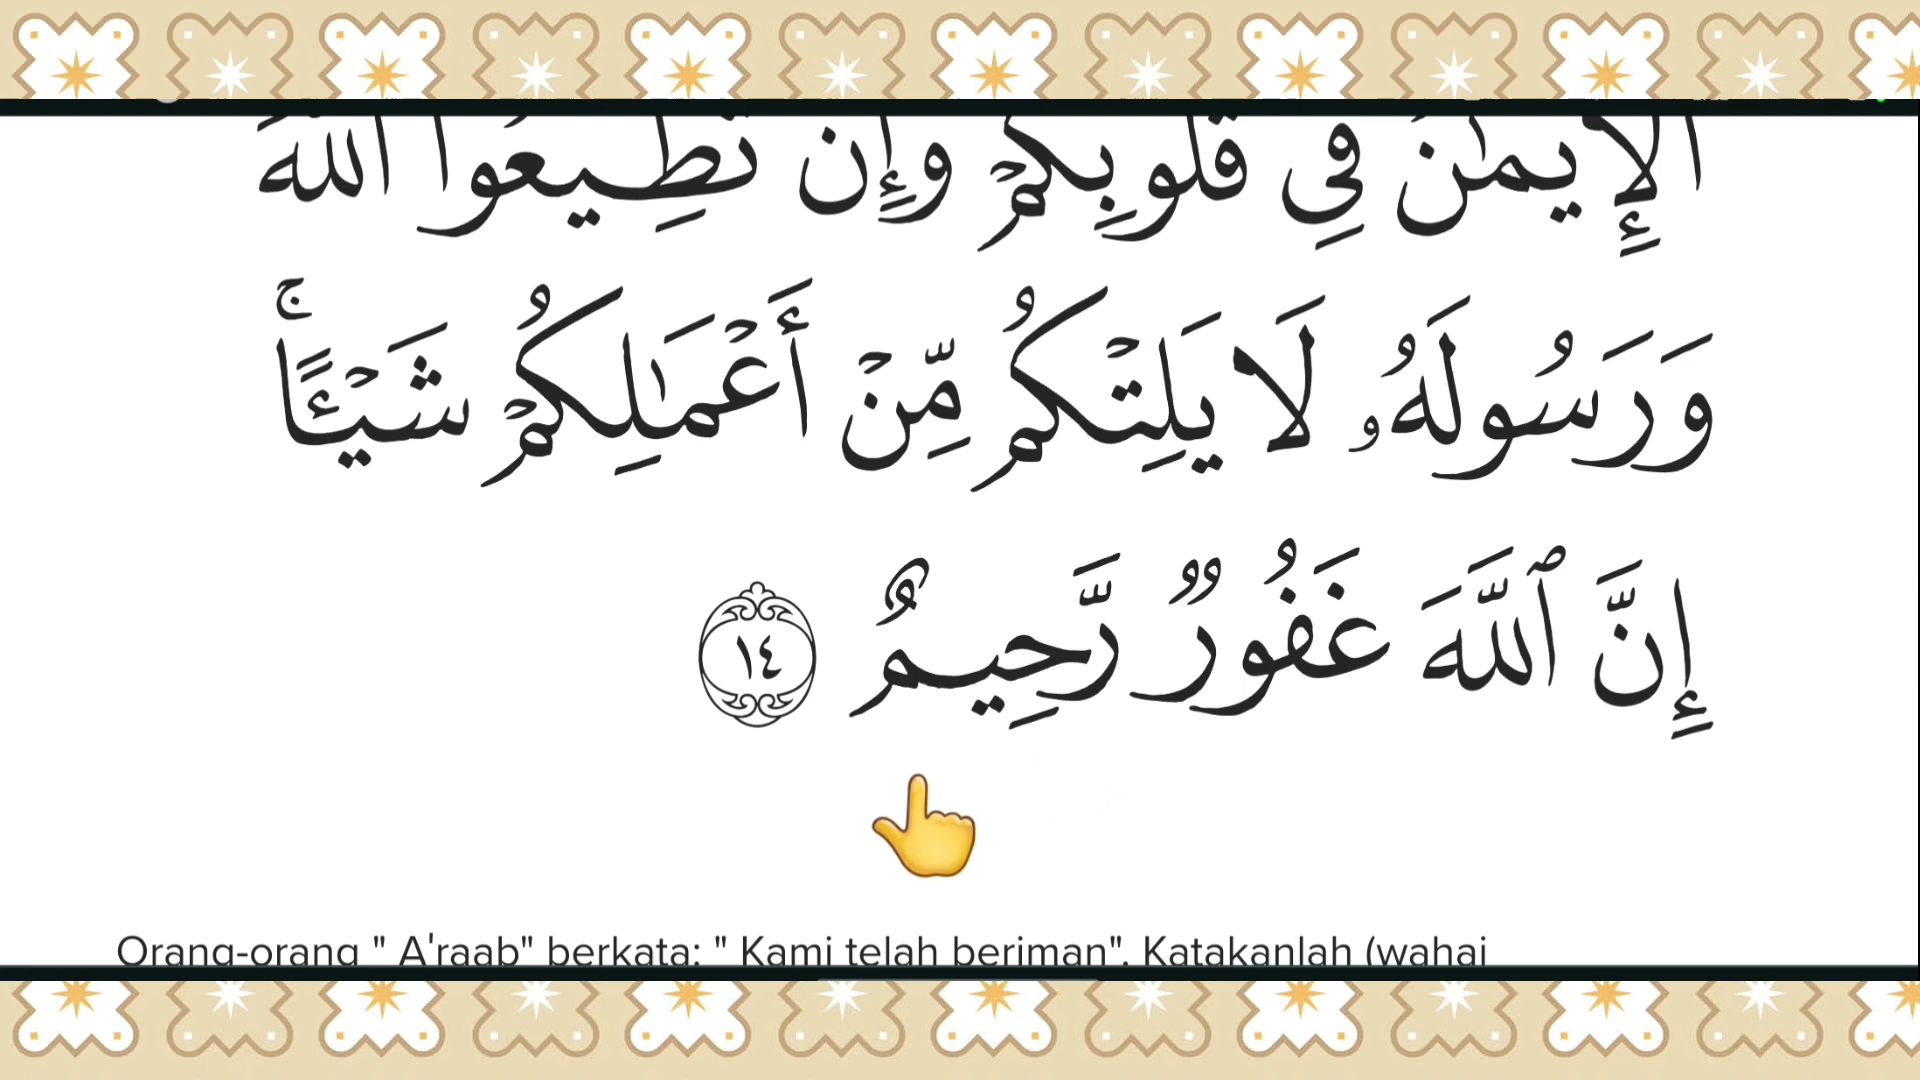 ٱلْإِيمَٰنُ فِي قُلُوبِكُمْ وَإِن تُطِيعُوا ٱللَّهَ
وَرَسُولَهُۥ لَا يَلِتْكُم مِّنْ أَعْمَٰلِكُمْ شَيْـًٔا ۚ
إِنَّ ٱللَّهَ غَفُورٌ رَّحِيمٌ ١٤
Orang-orang " A'raab" berkata: " Kami telah beriman". Katakanlah (wahai